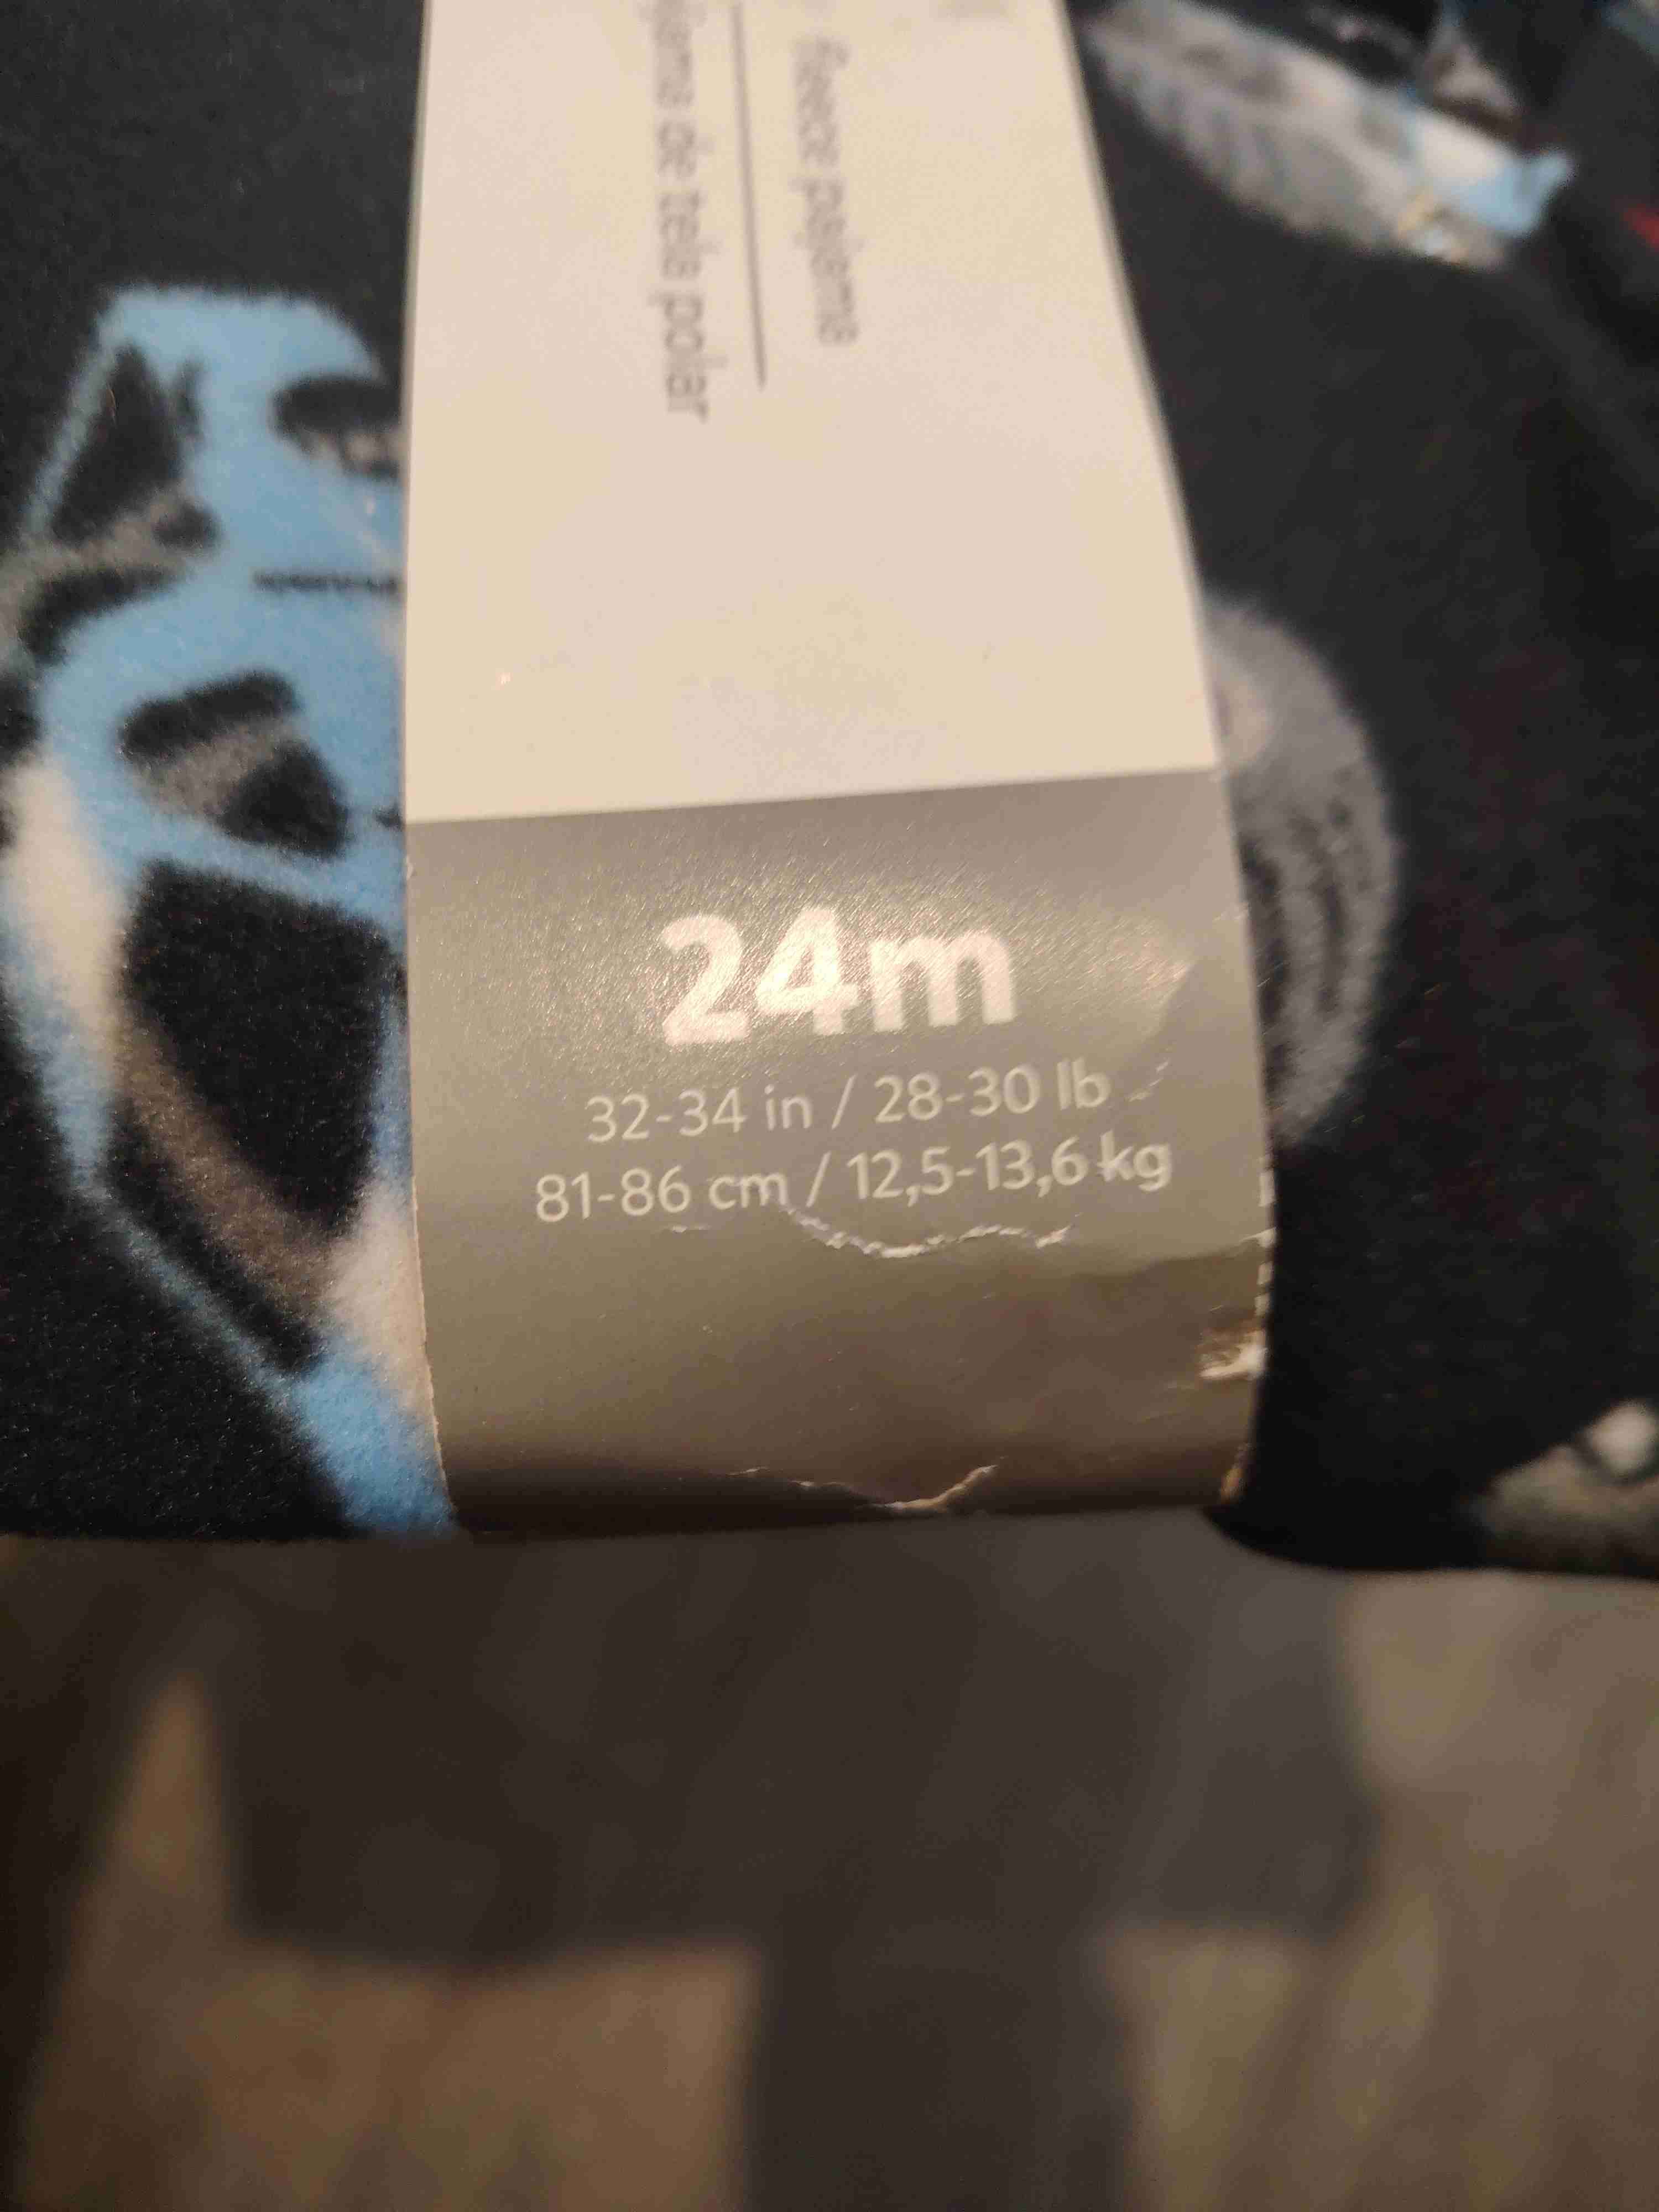 fleece pajama
pijama de tela polar
24m
32-34 in / 28-30 lb
81-86 cm / 12,5-13,6 kg